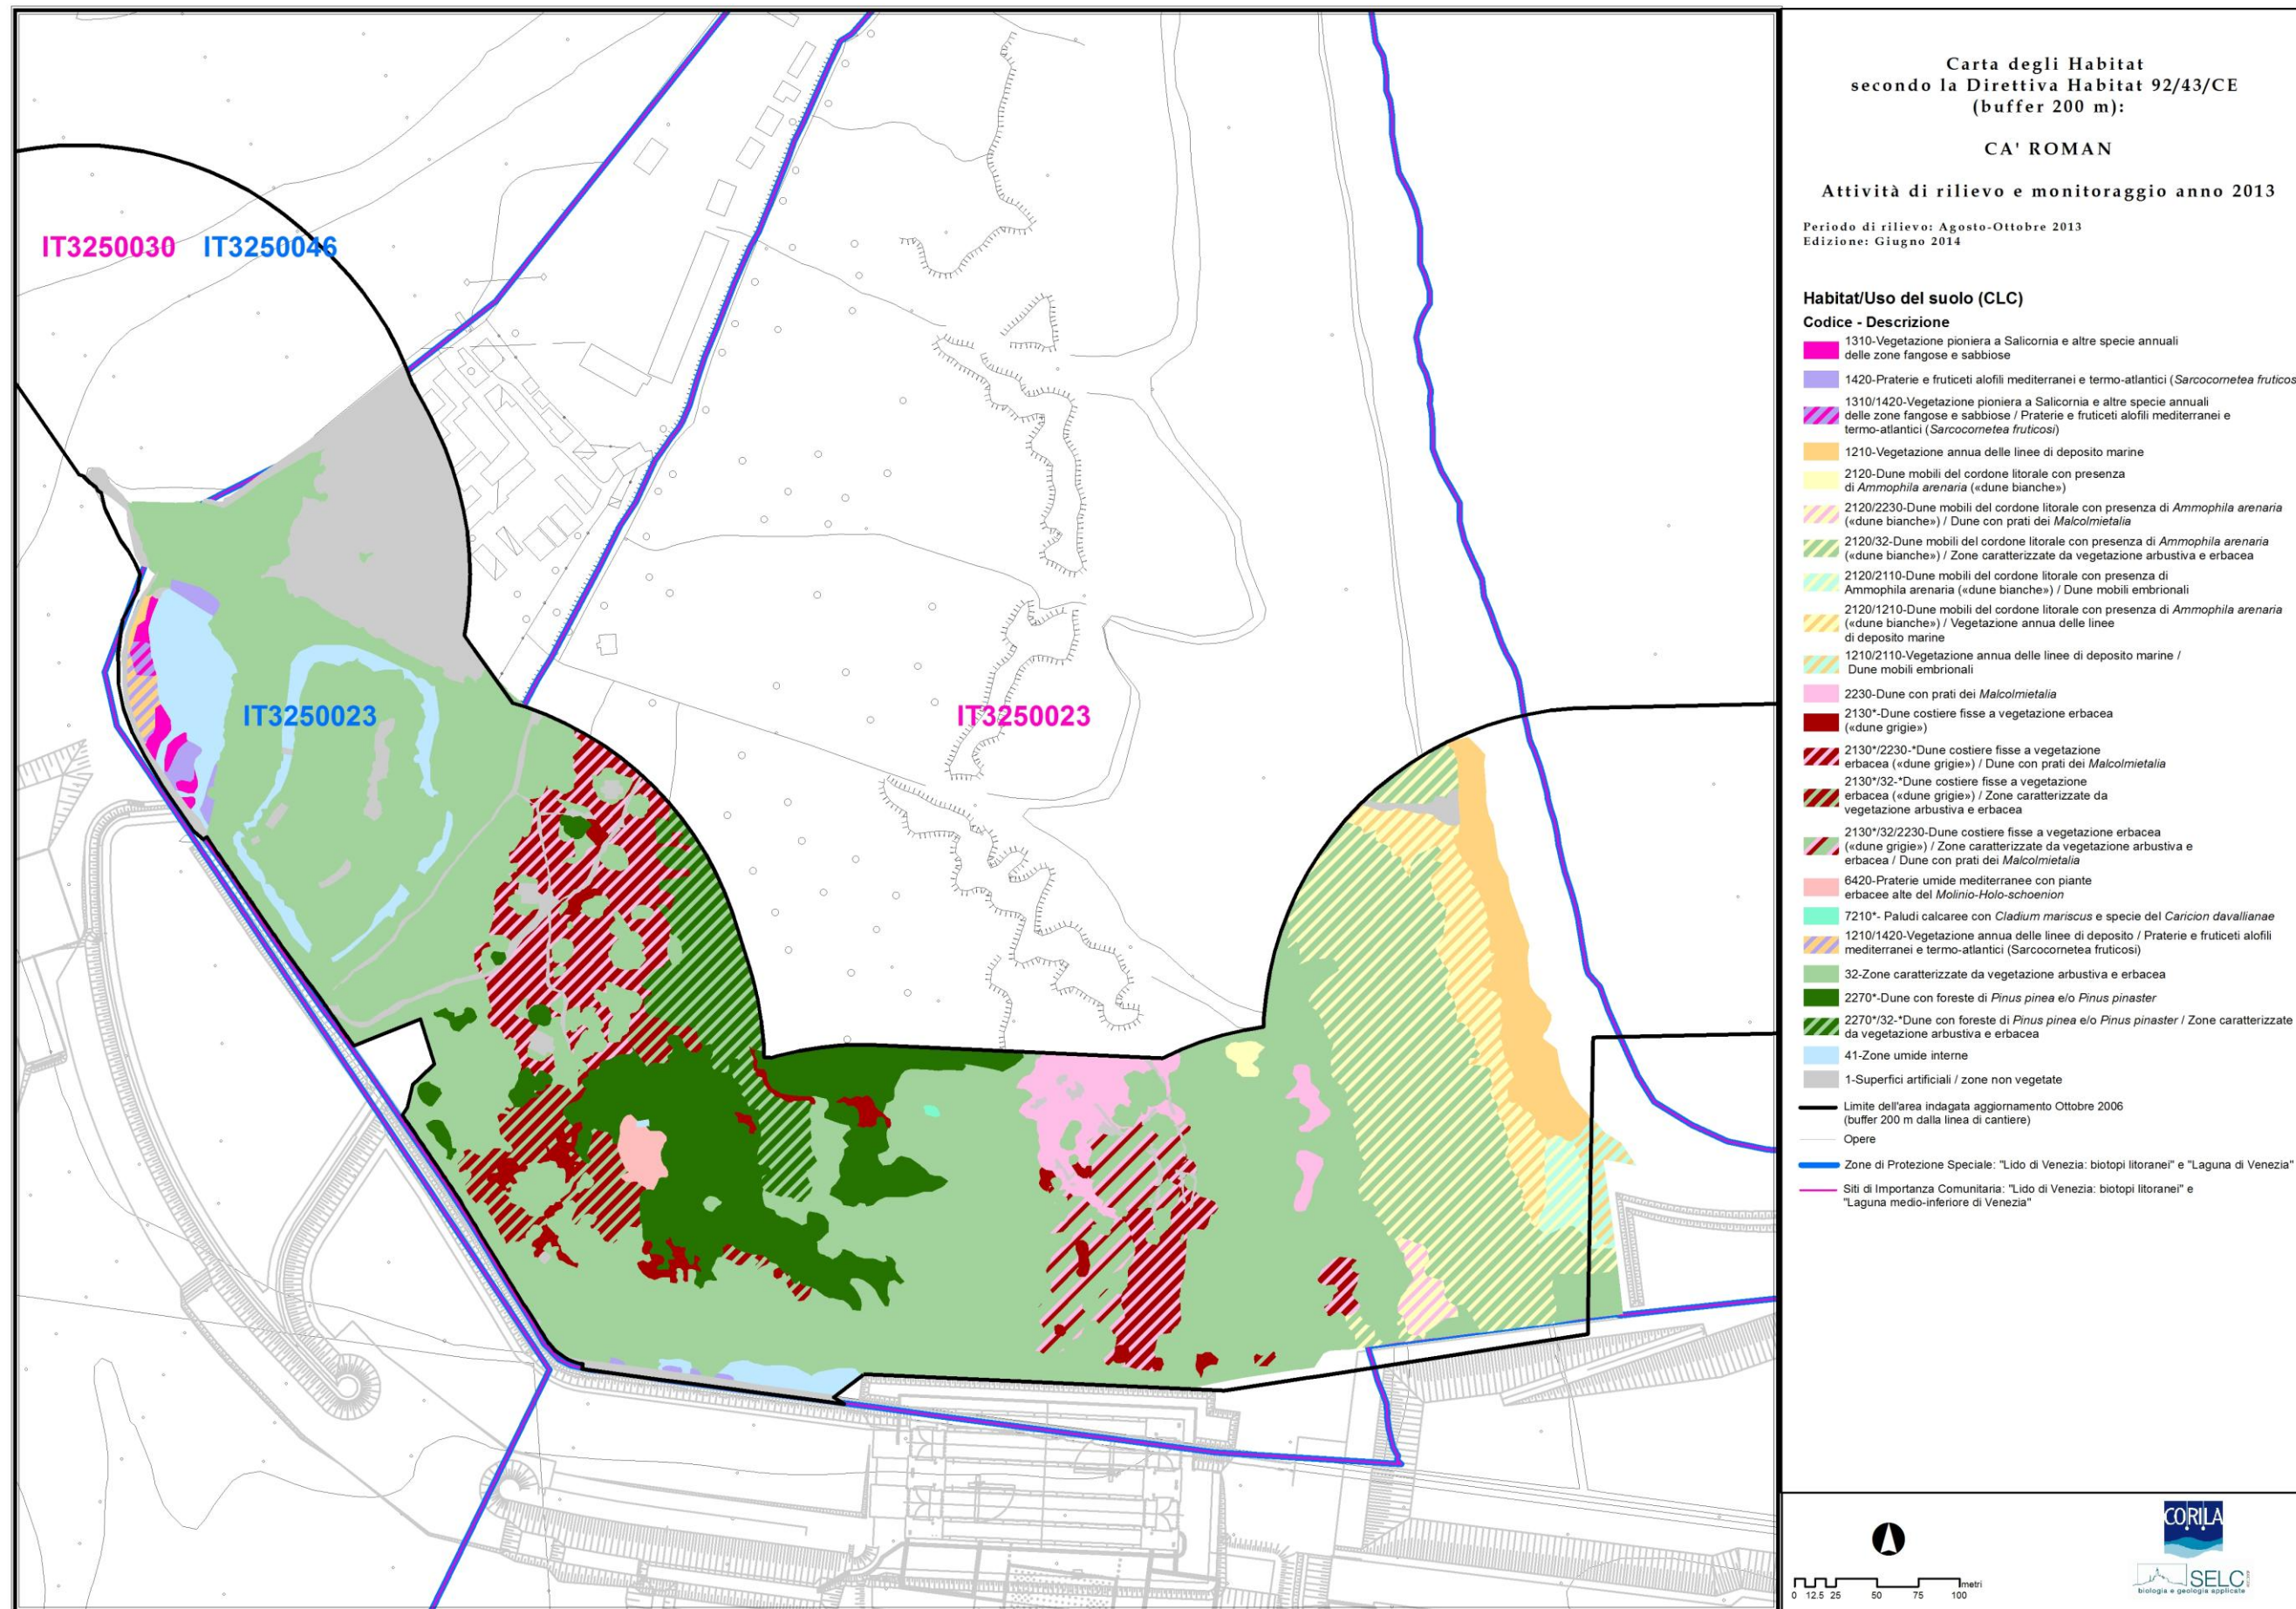 Carta degli Habitat
secondo la Direttiva Habitat 92/43/CE
(buffer 200 m):
CA' ROMAN
Attività di rilievo e monitoraggio anno 2013
Periodo di rilievo: Agosto-Ottobre 2013
Edizione: Giugno 2014
IT3250030 IT3250046
IT3250023
IT3250023
Habitat/Uso del suolo (CLC)
Codice - Descrizione
1310-Vegetazione pioniera a Salicornia e altre specie annuali
delle zone fangose e sabbiose
1420-Praterie e fruticeti alofili mediterranei e termo-atlantici (Sarcocornetea fruticos
1310/1420-Vegetazione pioniera a Salicornia e altre specie annuali
delle zone fangose e sabbiose / Praterie e fruticeti alofili mediterranei e
termo-atlantici (Sarcocornetea fruticosi)
1210-Vegetazione annua delle linee di deposito marine
2120-Dune mobili del cordone litorale con presenza
di Ammophila arenaria («dune bianche»)
2120/2230-Dune mobili del cordone litorale con presenza di Ammophila arenaria
(«dune bianche») / Dune con prati dei Malcolmietalia
2120/32-Dune mobili del cordone litorale con presenza di Ammophila arenaria
(«dune bianche») / Zone caratterizzate da vegetazione arbustiva e erbacea
2120/2110-Dune mobili del cordone litorale con presenza di
Ammophila arenaria («dune bianche») / Dune mobili embrionali
2120/1210-Dune mobili del cordone litorale con presenza di Ammophila arenaria
(«dune bianche») / Vegetazione annua delle linee
di deposito marine
1210/2110-Vegetazione annua delle linee di deposito marine /
Dune mobili embrionali
2230-Dune con prati dei Malcolmietalia
2130*-Dune costiere fisse a vegetazione erbacea
(«dune grigie»)
2130*/2230-*Dune costiere fisse a vegetazione
erbacea («dune grigie») / Dune con prati dei Malcolmietalia
2130*/32-*Dune costiere fisse a vegetazione
erbacea («dune grigie») / Zone caratterizzate da
vegetazione arbustiva e erbacea
2130*/32/2230-Dune costiere fisse a vegetazione erbacea
(«dune grigie») / Zone caratterizzate da vegetazione arbustiva e
erbacea / Dune con prati dei Malcolmietalia
6420-Praterie umide mediterranee con piante
erbacee alte del Molinio-Holo-schoenion
7210*- Paludi calcaree con Cladium mariscus e specie del Caricion davallianae
1210/1420-Vegetazione annua delle linee di deposito / Praterie e fruticeti alofili
mediterranei e termo-atlantici (Sarcocornetea fruticosi)
32-Zone caratterizzate da vegetazione arbustiva e erbacea
2270*-Dune con foreste di Pinus pinea e/o Pinus pinaster
2270*/32-*Dune con foreste di Pinus pinea e/o Pinus pinaster / Zone caratterizzate
da vegetazione arbustiva e erbacea
41-Zone umide interne
1-Superfici artificiali / zone non vegetate
Limite dell'area indagata aggiornamento Ottobre 2006
(buffer 200 m dalla linea di cantiere)
Opere
Zone di Protezione Speciale: "Lido di Venezia: biotopi litoranei" e "Laguna di Venezia"
Siti di Importanza Comunitaria: "Lido di Venezia: biotopi litoranei" e
"Laguna medio-inferiore di Venezia"
metri
0 12.5 25 50 75 100
CORILA
SELC
biologia e geologia applicate